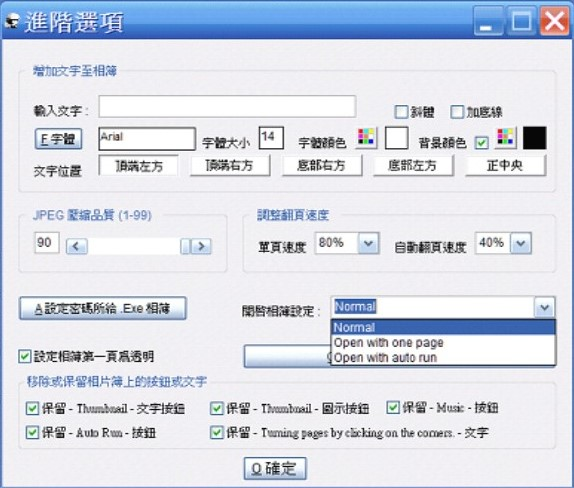 進階選項
增加文字至相簿
輸入文字:
斜體
加底線
F 字體
Arial
字體大小
14
字體顏色
背景顏色
文字位置
頂端左方
頂端右方
底部右方
底部左方
正中央
JPEG 壓縮品質 (1-99)
90
調整翻頁速度
單頁速度
80%
自動翻頁速度
40%
A 設定密碼所給 .Exe 相簿
開啓相簿設定:
Normal
Normal
Open with one page
Open with auto run
設定相簿第一頁爲透明
移除或保留相片簿上的按鈕或文字
保留 - Thumbnail - 文字按鈕
保留 - Thumbnail - 圖示按鈕
保留 - Music - 按鈕
保留 - Auto Run - 按鈕
保留 - Turning pages by clicking on the corners. - 文字
O 確定